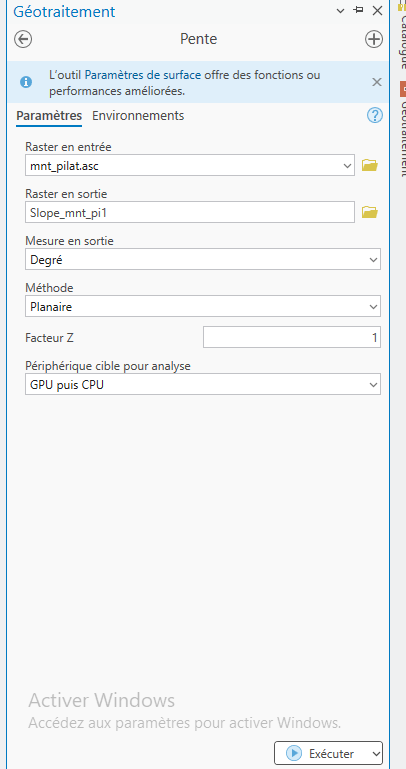 Géotraitement
Pente
L'outil Paramètres de surface offre des fonctions ou
performances améliorées.
Paramètres Environnements
Raster en entrée
mnt_pilat.asc
Raster en sortie
Slope_mnt_pi1
Mesure en sortie
Degré
Méthode
Planaire
Facteur Z 1
Périphérique cible pour analyse
GPU puis CPU
Activer Windows
Accédez aux paramètres pour activer Windows.
Exécuter
Catalogue
Géotraitement